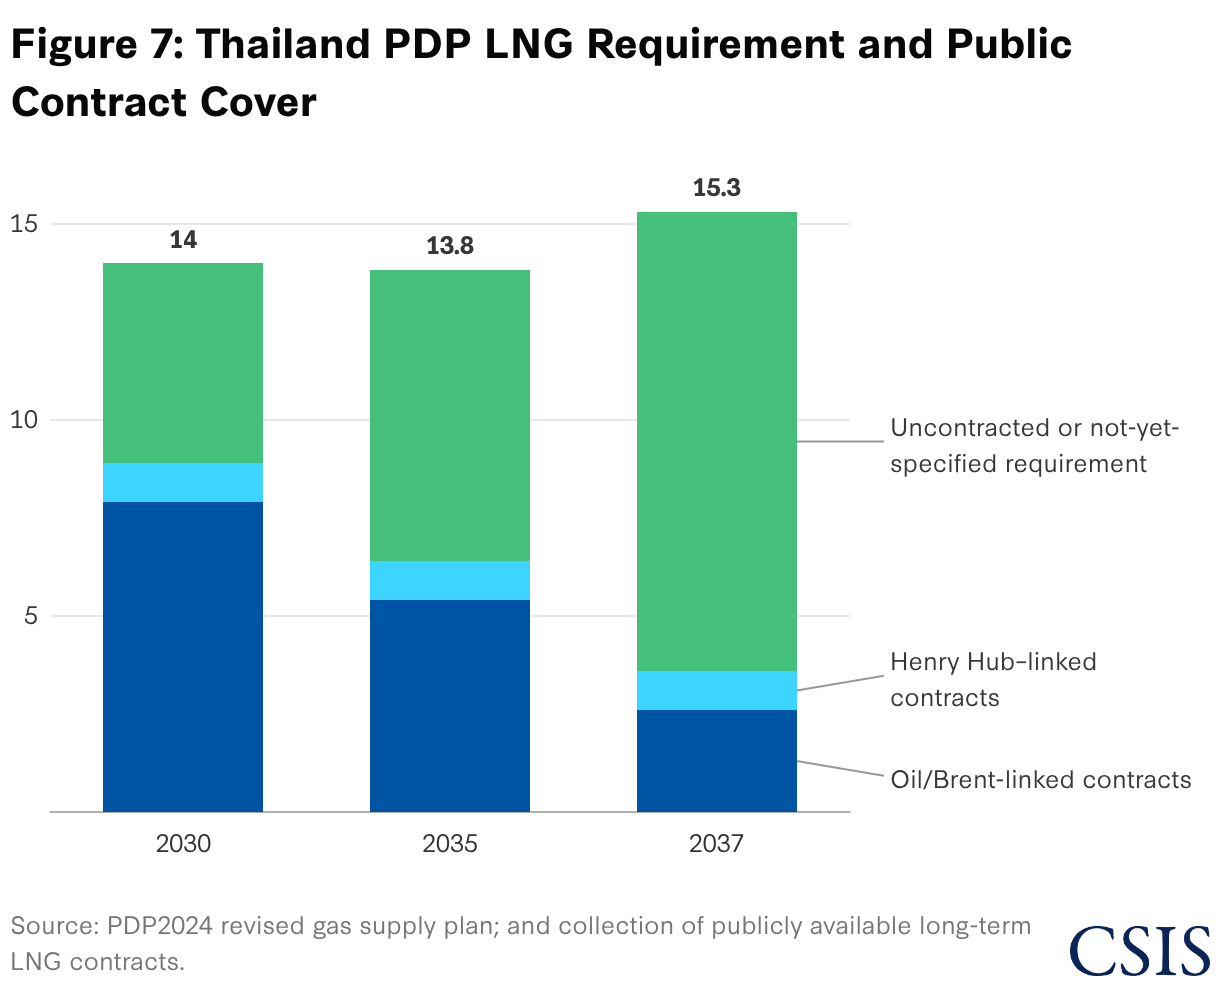 Figure 7: Thailand PDP LNG Requirement and Public
Contract Cover
15.3
15
14
13.8
10
Uncontracted or not-yet-
specified requirement
5
Henry Hub–linked
contracts
Oil/Brent-linked contracts
2030 2035 2037
Source: PDP2024 revised gas supply plan; and collection of publicly available long-term
LNG contracts.
CSIS